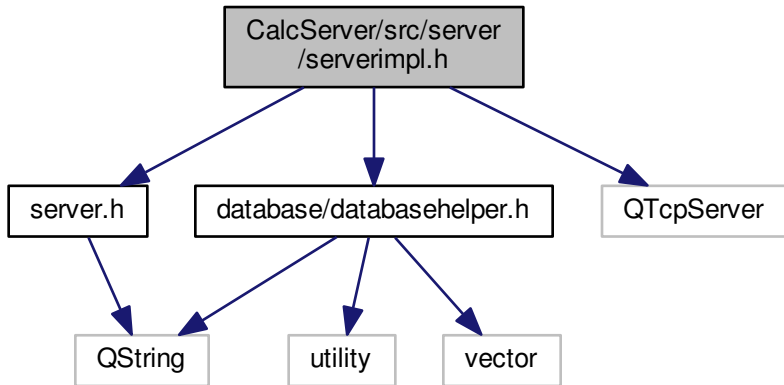 CalcServer/src/server
/serverimpl.h
server.h
database/databasehelper.h
QTcpServer
QString
utility
vector